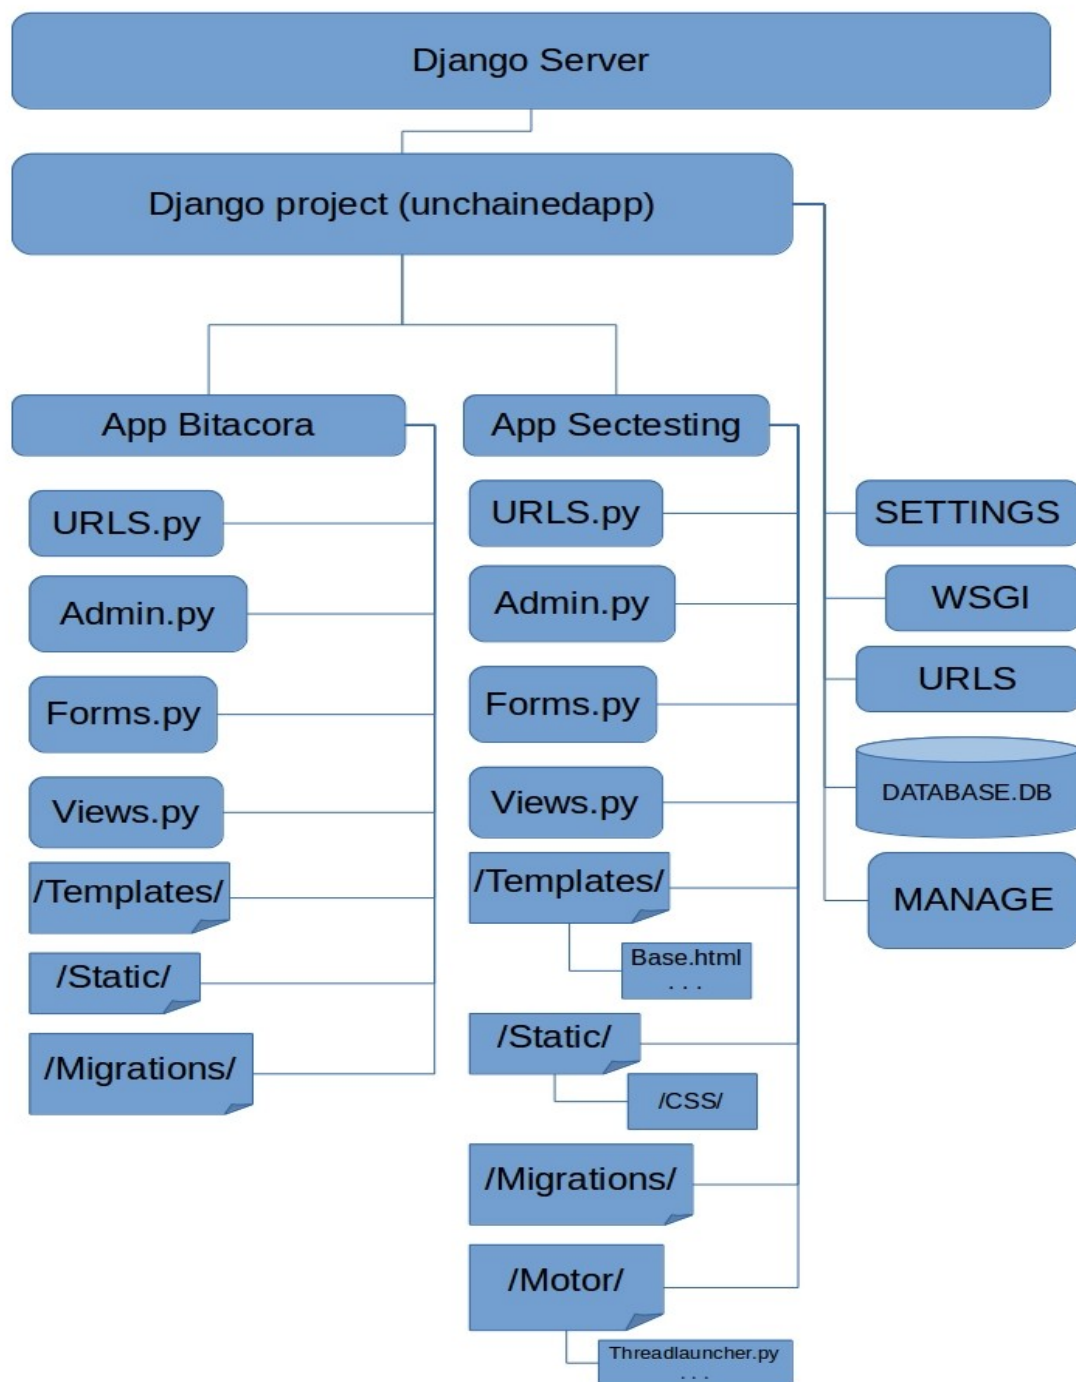 Django Server
Django project (unchainedapp)
App Bitacora
URLS.py
Admin.py
Forms.py
Views.py
/Templates/
/Static/
/Migrations/
App Sectesting
URLS.py
Admin.py
Forms.py
Views.py
/Templates/
Base.html
. . .
/Static/
/CSS/
/Migrations/
/Motor/
Threadlauncher.py
. . .
SETTINGS
WSGI
URLS
DATABASE.DB
MANAGE